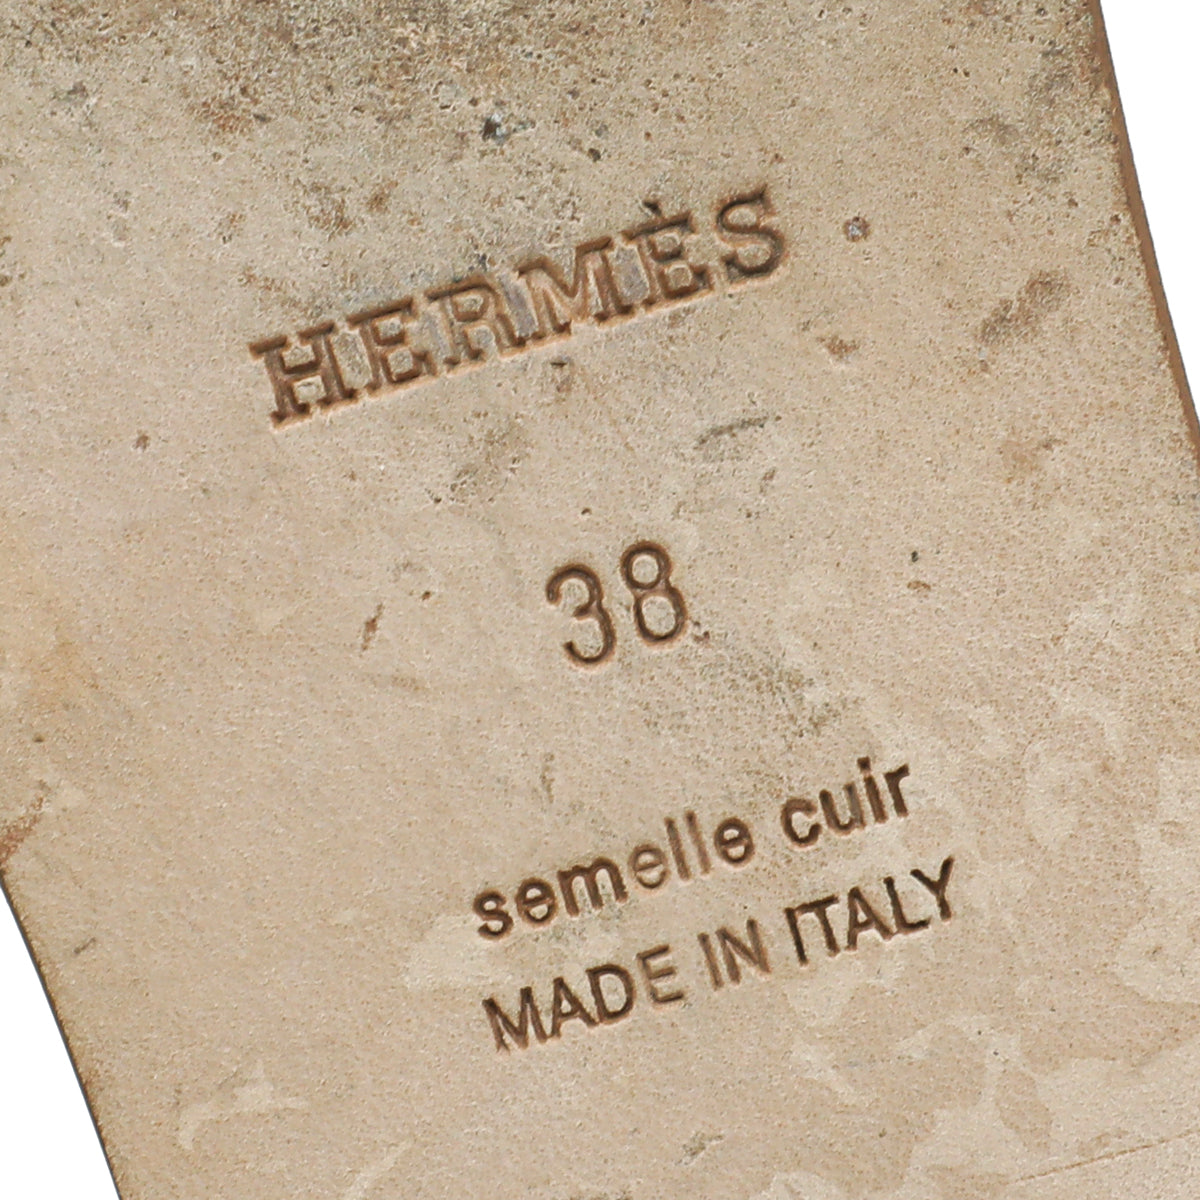 HERMÈS
38
semelle cuir
MADE IN ITALY